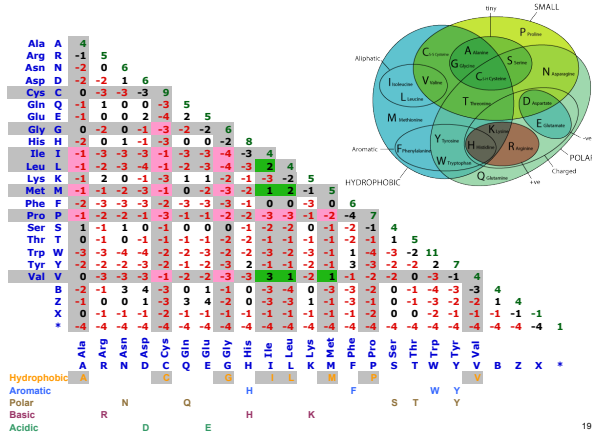 Ala A 4
Arg R -1 5
Asn N -2 0 6
Asp D -2 -2 1 6
Cys C 0 -3 -3 -3 9
Gln Q -1 1 0 0 -3 5
Glu E -1 0 0 2 -4 2 5
Gly G 0 -2 0 -1 -3 -2 -2 6
His H -2 0 1 -1 -3 0 0 -2 8
Ile I -1 -3 -3 -3 -1 -3 -3 -4 -3 4
Leu L -1 -2 -3 -4 -1 -2 -3 -4 -3 2 4
Lys K -1 2 0 -1 -3 1 1 -2 -1 -3 -2 5
Met M -1 -1 -2 -3 -1 0 -2 -3 -2 1 2 -1 5
Phe F -2 -3 -3 -3 -2 -3 -3 -3 -1 0 0 -3 0 6
Pro P -1 -2 -2 -1 -3 -1 -1 -2 -2 -3 -3 -1 -2 -4 7
Ser S 1 -1 1 0 -1 0 0 0 -1 -2 -2 0 -1 -2 -1 4
Thr T 0 -1 0 -1 -1 -1 -1 -2 -2 -1 -1 -1 -1 -2 -1 1 5
Trp W -3 -3 -4 -4 -2 -2 -3 -2 -2 -3 -2 -3 -1 1 -4 -3 -2 11
Tyr Y -2 -2 -2 -3 -2 -1 -2 -3 2 -1 -1 -2 -1 3 -3 -2 -2 2 7
Val V 0 -3 -3 -3 -1 -2 -2 -3 -3 3 1 -2 1 -1 -2 -2 0 -3 -1 4
B -2 -1 3 4 -3 0 1 -1 0 -3 -4 0 -3 -3 -2 0 -1 -4 -3 -3 4
Z -1 0 0 1 -3 3 4 -2 0 -3 -3 1 -1 -3 -1 0 -1 -3 -2 -2 1 4
X 0 -1 -1 -1 -2 -1 -1 -1 -1 -1 -1 -1 -1 -1 -2 0 0 -2 -1 -1 -1 -1 -1
* -4 -4 -4 -4 -4 -4 -4 -4 -4 -4 -4 -4 -4 -4 -4 -4 -4 -4 -4 -4 -4 -4 -4 1
Ala Arg Asn Asp Cys Gln Glu Gly His Ile Leu Lys Met Phe Pro Ser Thr Trp Tyr Val
A R N D C Q E G H I L K M F P S T W Y V B Z X *
Hydrophobic A C G I L M P V
Aromatic H F W Y
Polar N Q S T Y
Basic R H K
Acidic D E
tiny
SMALL
P Proline
Aliphatic
A Alanine
G Glycine
S Serine
N Asparagine
I Isoleucine
V Valine
L Leucine
T Threonine
D Aspartate
M Methionine
E Glutamate
K Lysine
-ve
Aromatic
Y Tyrosine
H Histidine
R Arginine
F Phenylalanine
W Tryptophan
POLAR
Charged
Q Glutamine
+ve
HYDROPHOBIC
19